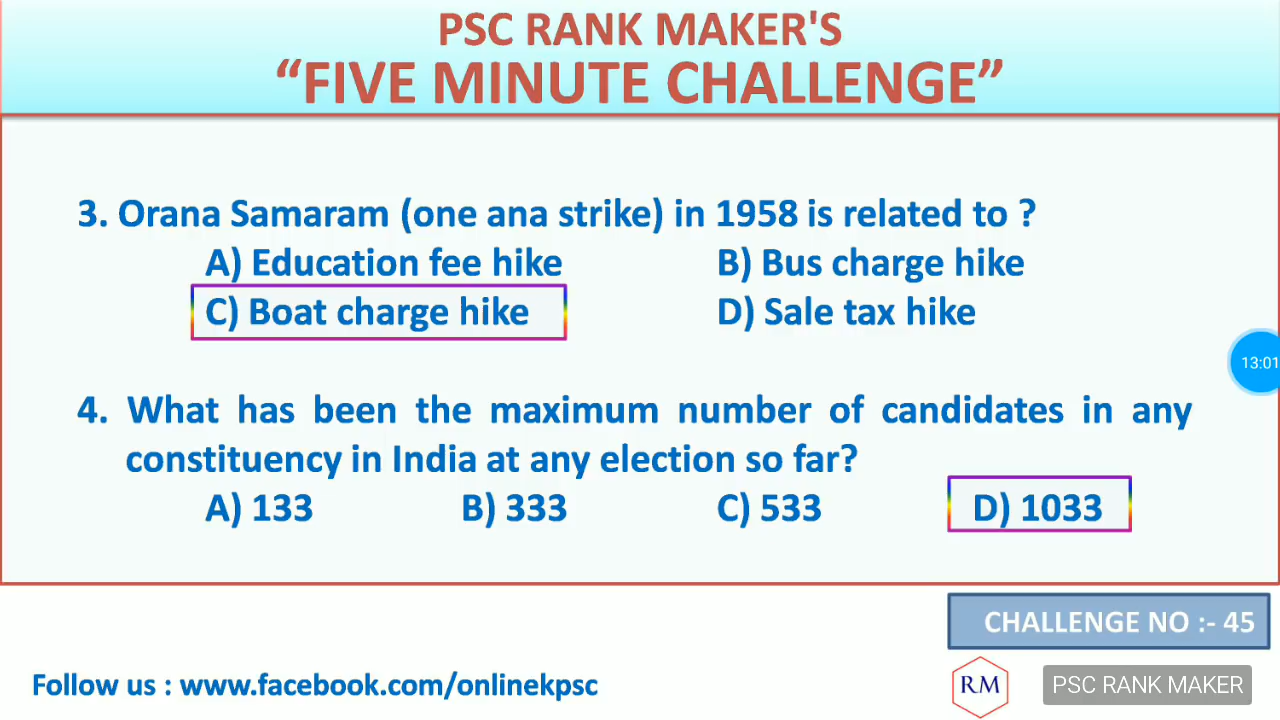 PSC RANK MAKER'S
“FIVE MINUTE CHALLENGE”
3. Orana Samaram (one ana strike) in 1958 is related to ?
A) Education fee hike B) Bus charge hike
C) Boat charge hike D) Sale tax hike
13:01
4. What has been the maximum number of candidates in any
constituency in India at any election so far?
A) 133 B) 333 C) 533 D) 1033
CHALLENGE NO :- 45
Follow us : www.facebook.com/onlinekpsc RM PSC RANK MAKER